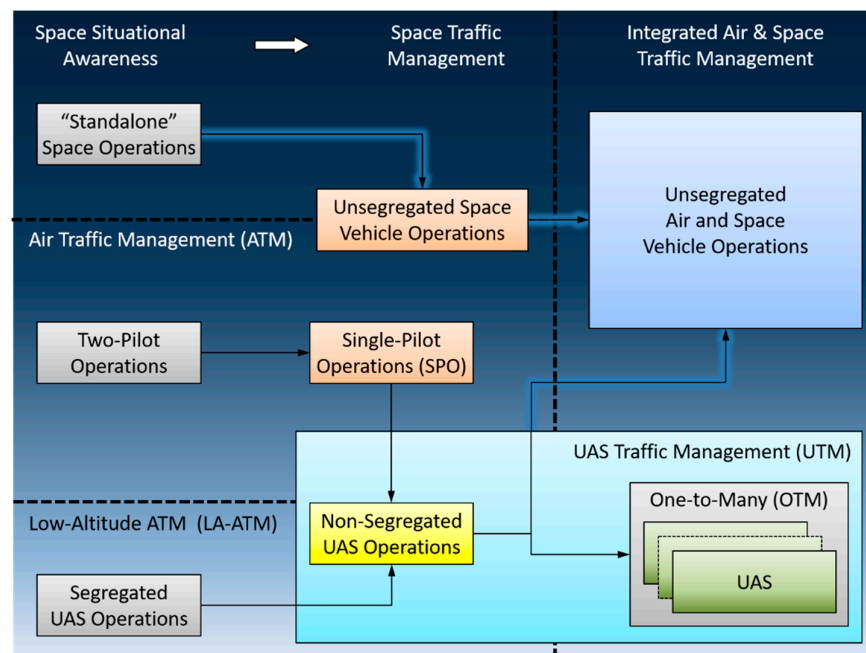 Space Situational
Awareness
Space Traffic
Management
Integrated Air & Space
Traffic Management
“Standalone”
Space Operations
Unsegregated Space
Vehicle Operations
Unsegregated
Air and Space
Vehicle Operations
Air Traffic Management (ATM)
Two-Pilot
Operations
Single-Pilot
Operations (SPO)
UAS Traffic Management (UTM)
Low-Altitude ATM (LA-ATM)
Non-Segregated
UAS Operations
One-to-Many (OTM)
UAS
Segregated
UAS Operations